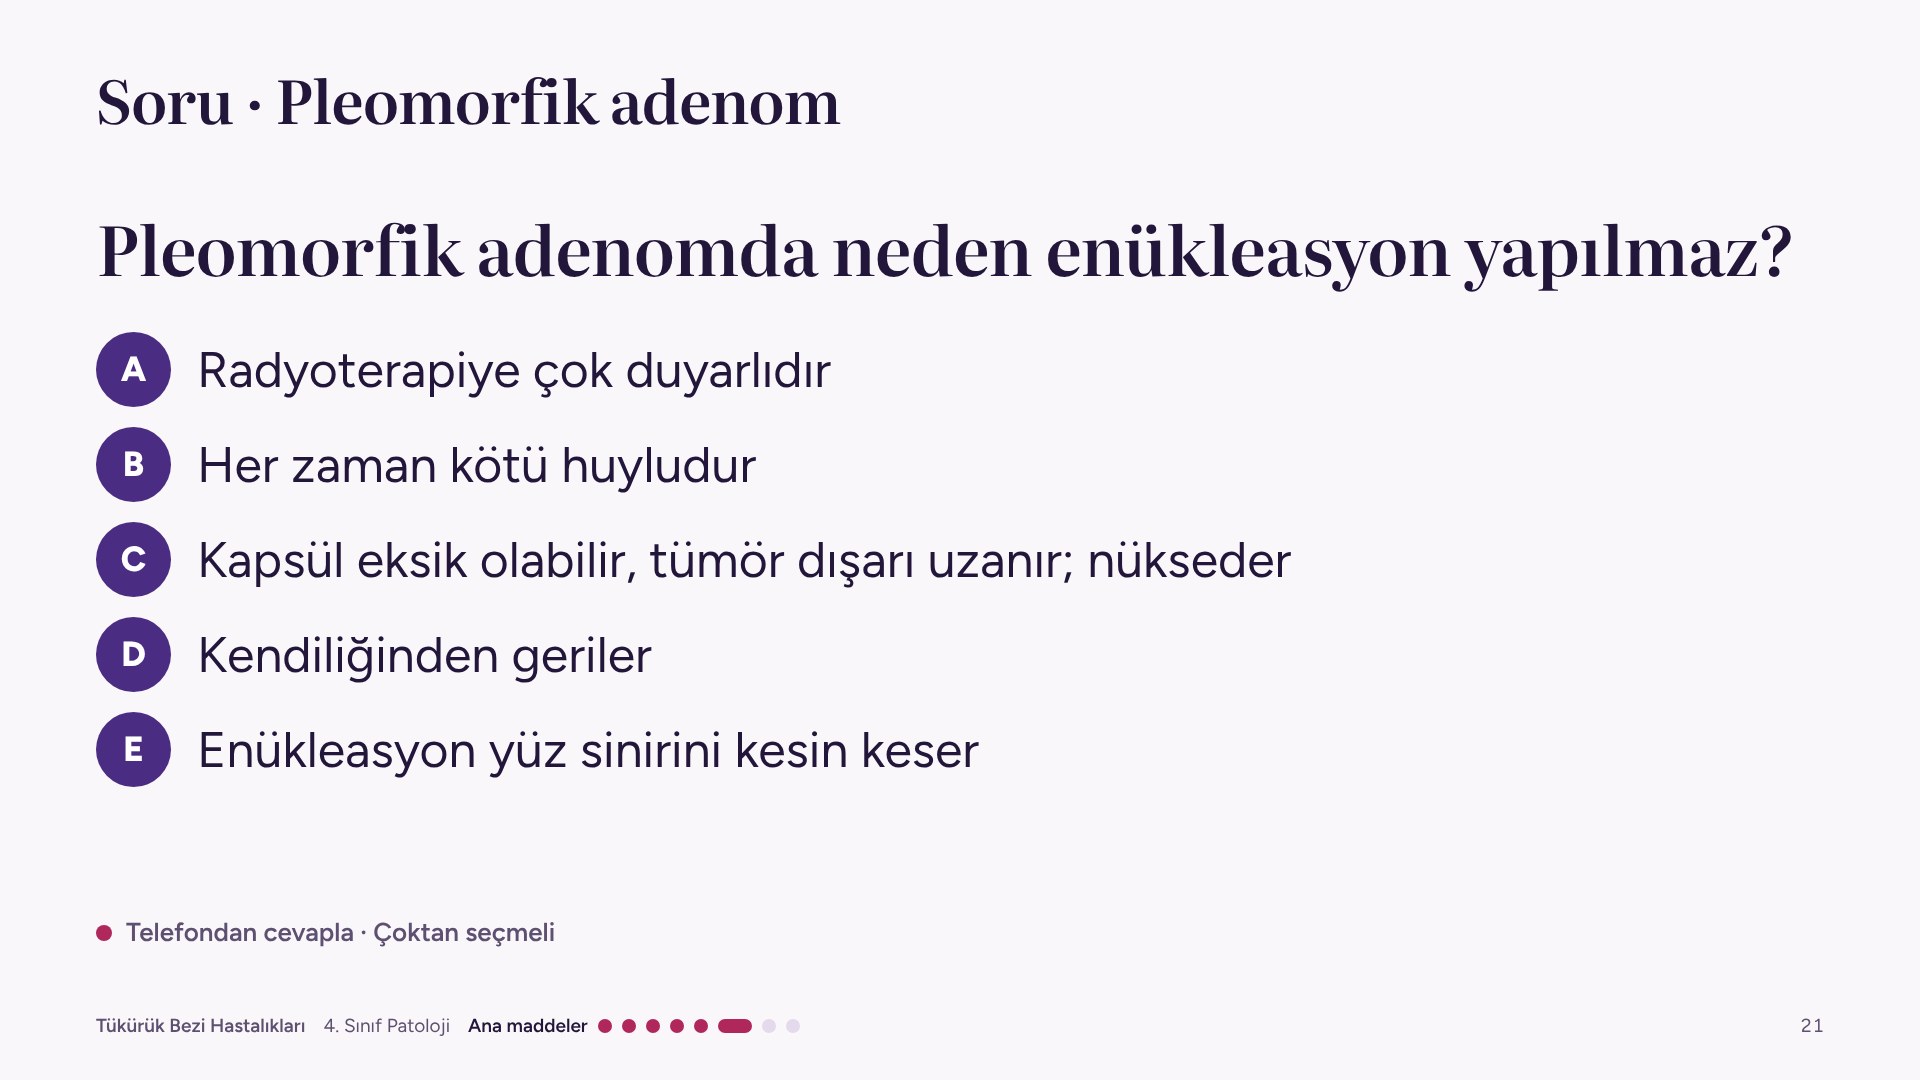 Soru · Pleomorfik adenom
Pleomorfik adenomda neden enükleasyon yapılmaz?
A Radyoterapiye çok duyarlıdır
B Her zaman kötü huyludur
C Kapsül eksik olabilir, tümör dışarı uzanır; nükseder
D Kendiliğinden geriler
E Enükleasyon yüz sinirini kesin keser
Telefondan cevapla · Çoktan seçmeli
Tükürük Bezi Hastalıkları 4. Sınıf Patoloji Ana maddeler 21